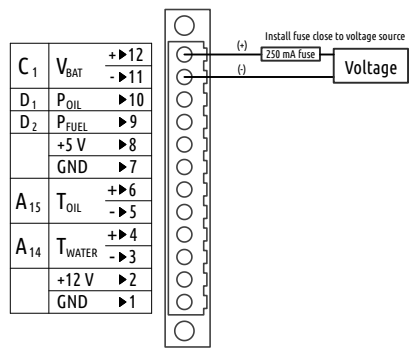 Install fuse close to voltage source
(+) 250 mA fuse
(-)
Voltage
C1 VBAT +▶12
-▶11
D1 POIL ▶10
D2 PFUEL ▶9
+5 V ▶8
GND ▶7
A15 TOIL +▶6
-▶5
A14 TWATER +▶4
-▶3
+12 V ▶2
GND ▶1